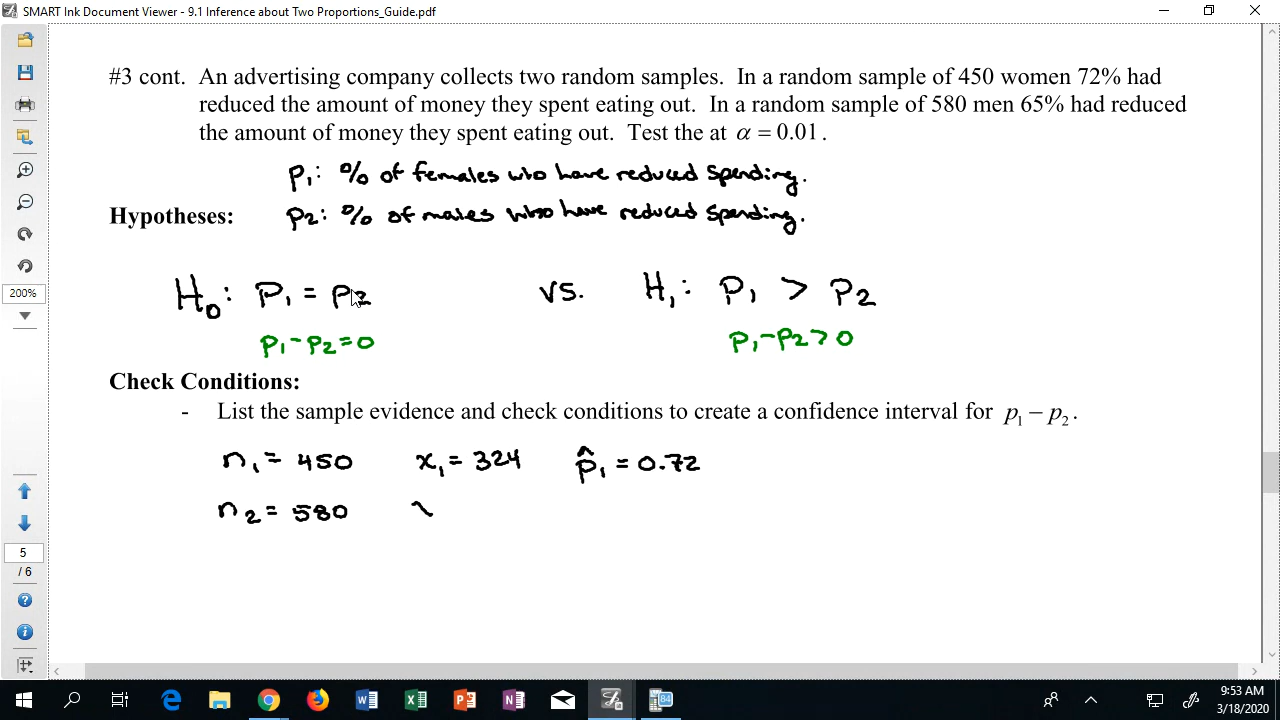 SMART Ink Document Viewer - 9.1 Inference about Two Proportions_Guide.pdf
#3 cont. An advertising company collects two random samples. In a random sample of 450 women 72% had
reduced the amount of money they spent eating out. In a random sample of 580 men 65% had reduced
the amount of money they spent eating out. Test the at α = 0.01.
p₁: % of females who have reduced spending.
Hypotheses: p₂: % of males who have reduced spending.
H₀: p₁ = p₂ vs. H₁: p₁ > p₂
p₁-p₂=0 p₁-p₂>0
200%
Check Conditions:
- List the sample evidence and check conditions to create a confidence interval for p₁ − p₂.
n₁ = 450 x₁ = 324 p̂₁ = 0.72
n₂ = 580
5
/ 6
9:53 AM
3/18/2020